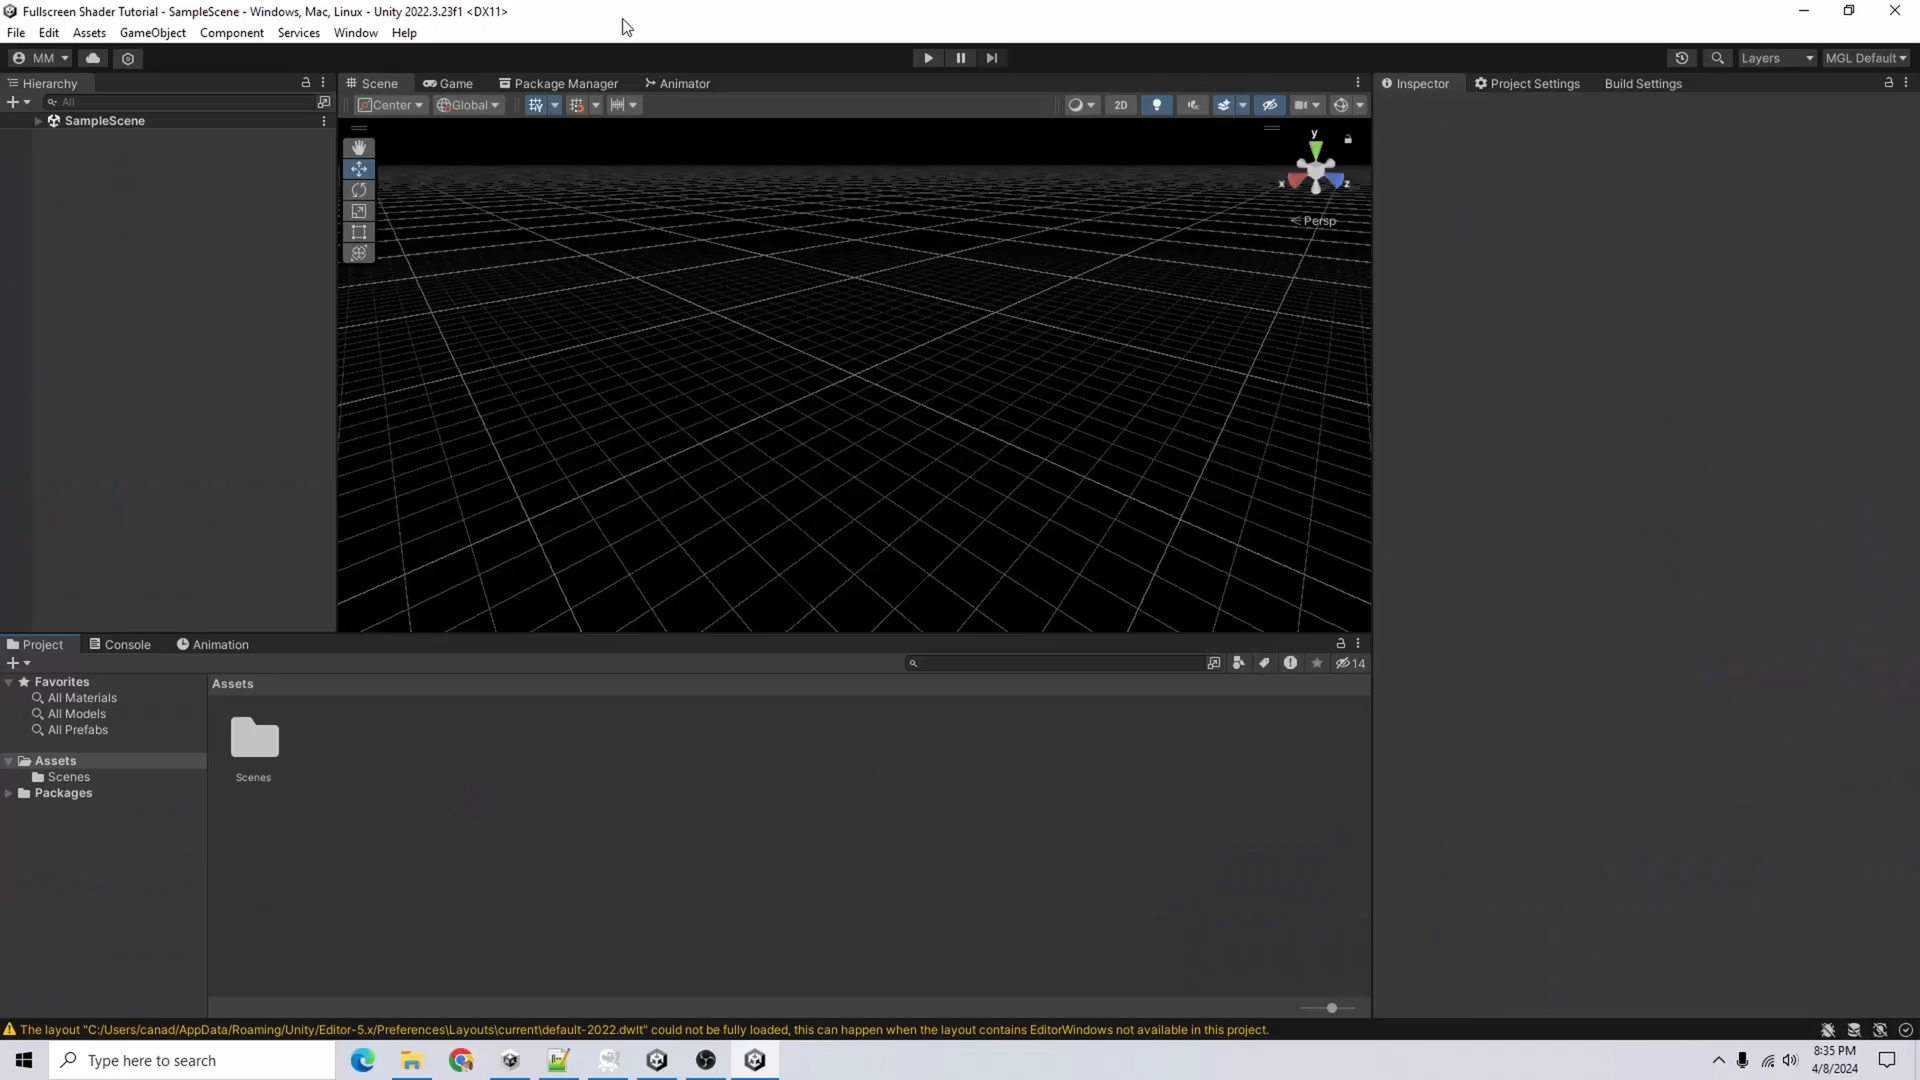 Fullscreen Shader Tutorial - SampleScene - Windows, Mac, Linux - Unity 2022.3.23f1 <DX11>
File Edit Assets GameObject Component Services Window Help
MM Layers MGL Default
Hierarchy Scene Game Package Manager Animator Inspector Project Settings Build Settings
All Center Global 2D
SampleScene
y
x z
Persp
Project Console Animation
14
Favorites Assets
All Materials
All Models
All Prefabs
Assets
Scenes Scenes
Packages
The layout "C:/Users/canad/AppData/Roaming/Unity/Editor-5.x/Preferences\Layouts\current\default-2022.dwlt" could not be fully loaded, this can happen when the layout contains EditorWindows not available in this project.
Type here to search
8:35 PM
4/8/2024